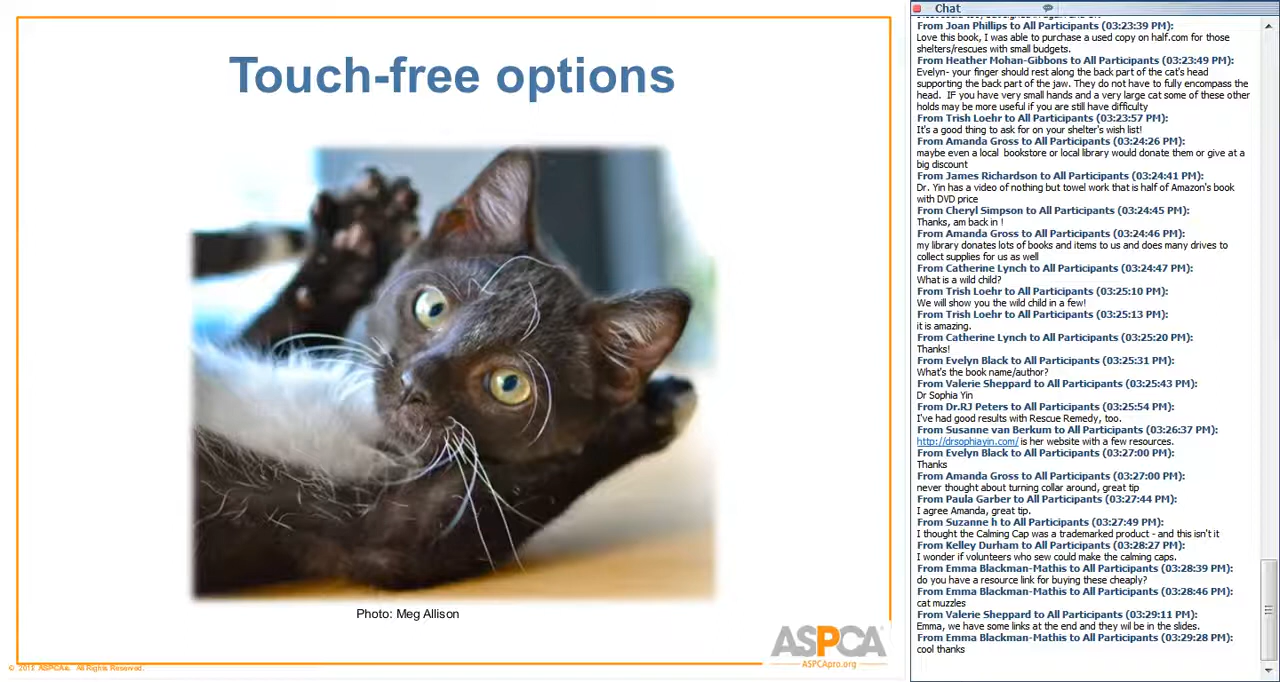 Touch-free options
Photo: Meg Allison
ASPCA
ASPCApro.org
All Rights Reserved.
Chat
From Joan Phillips to All Participants (03:23:39 PM):
Love this book, I was able to purchase a used copy on half.com for those
shelters/rescues with small budgets.
From Heather Mohan-Gibbons to All Participants (03:23:49 PM):
Evelyn- your finger should rest along the back part of the cat's head
supporting the back part of the jaw. They do not have to fully encompass the
head.  IF you have very small hands and a very large cat some of these other
holds may be more useful if you are still have difficulty
From Trish Loehr to All Participants (03:23:57 PM):
It's a good thing to ask for on your shelter's wish list!
From Amanda Gross to All Participants (03:24:26 PM):
maybe even a local  bookstore or local library would donate them or give at a
big discount
From James Richardson to All Participants (03:24:41 PM):
Dr. Yin has a video of nothing but towel work that is half of Amazon's book
with DVD price
From Cheryl Simpson to All Participants (03:24:45 PM):
Thanks, am back in !
From Amanda Gross to All Participants (03:24:46 PM):
my library donates lots of books and items to us and does many drives to
collect supplies for us as well
From Catherine Lynch to All Participants (03:24:47 PM):
What is a wild child?
From Trish Loehr to All Participants (03:25:10 PM):
We will show you the wild child in a few!
From Trish Loehr to All Participants (03:25:13 PM):
it is amazing.
From Catherine Lynch to All Participants (03:25:20 PM):
Thanks!
From Evelyn Black to All Participants (03:25:31 PM):
What's the book name/author?
From Valerie Sheppard to All Participants (03:25:43 PM):
Dr Sophia Yin
From Dr.RJ Peters to All Participants (03:25:54 PM):
I've had good results with Rescue Remedy, too.
From Susanne van Berkum to All Participants (03:26:37 PM):
http://drsophiayin.com/ is her website with a few resources.
From Evelyn Black to All Participants (03:27:00 PM):
Thanks
From Amanda Gross to All Participants (03:27:00 PM):
never thought about turning collar around, great tip
From Paula Garber to All Participants (03:27:44 PM):
I agree Amanda, great tip.
From Suzanne h to All Participants (03:27:49 PM):
I thought the Calming Cap was a trademarked product - and this isn't it
From Kelley Durham to All Participants (03:28:27 PM):
I wonder if volunteers who sew could make the calming caps.
From Emma Blackman-Mathis to All Participants (03:28:39 PM):
do you have a resource link for buying these cheaply?
From Emma Blackman-Mathis to All Participants (03:28:46 PM):
cat muzzles
From Valerie Sheppard to All Participants (03:29:11 PM):
Emma, we have some links at the end and they wil be in the slides.
From Emma Blackman-Mathis to All Participants (03:29:28 PM):
cool thanks